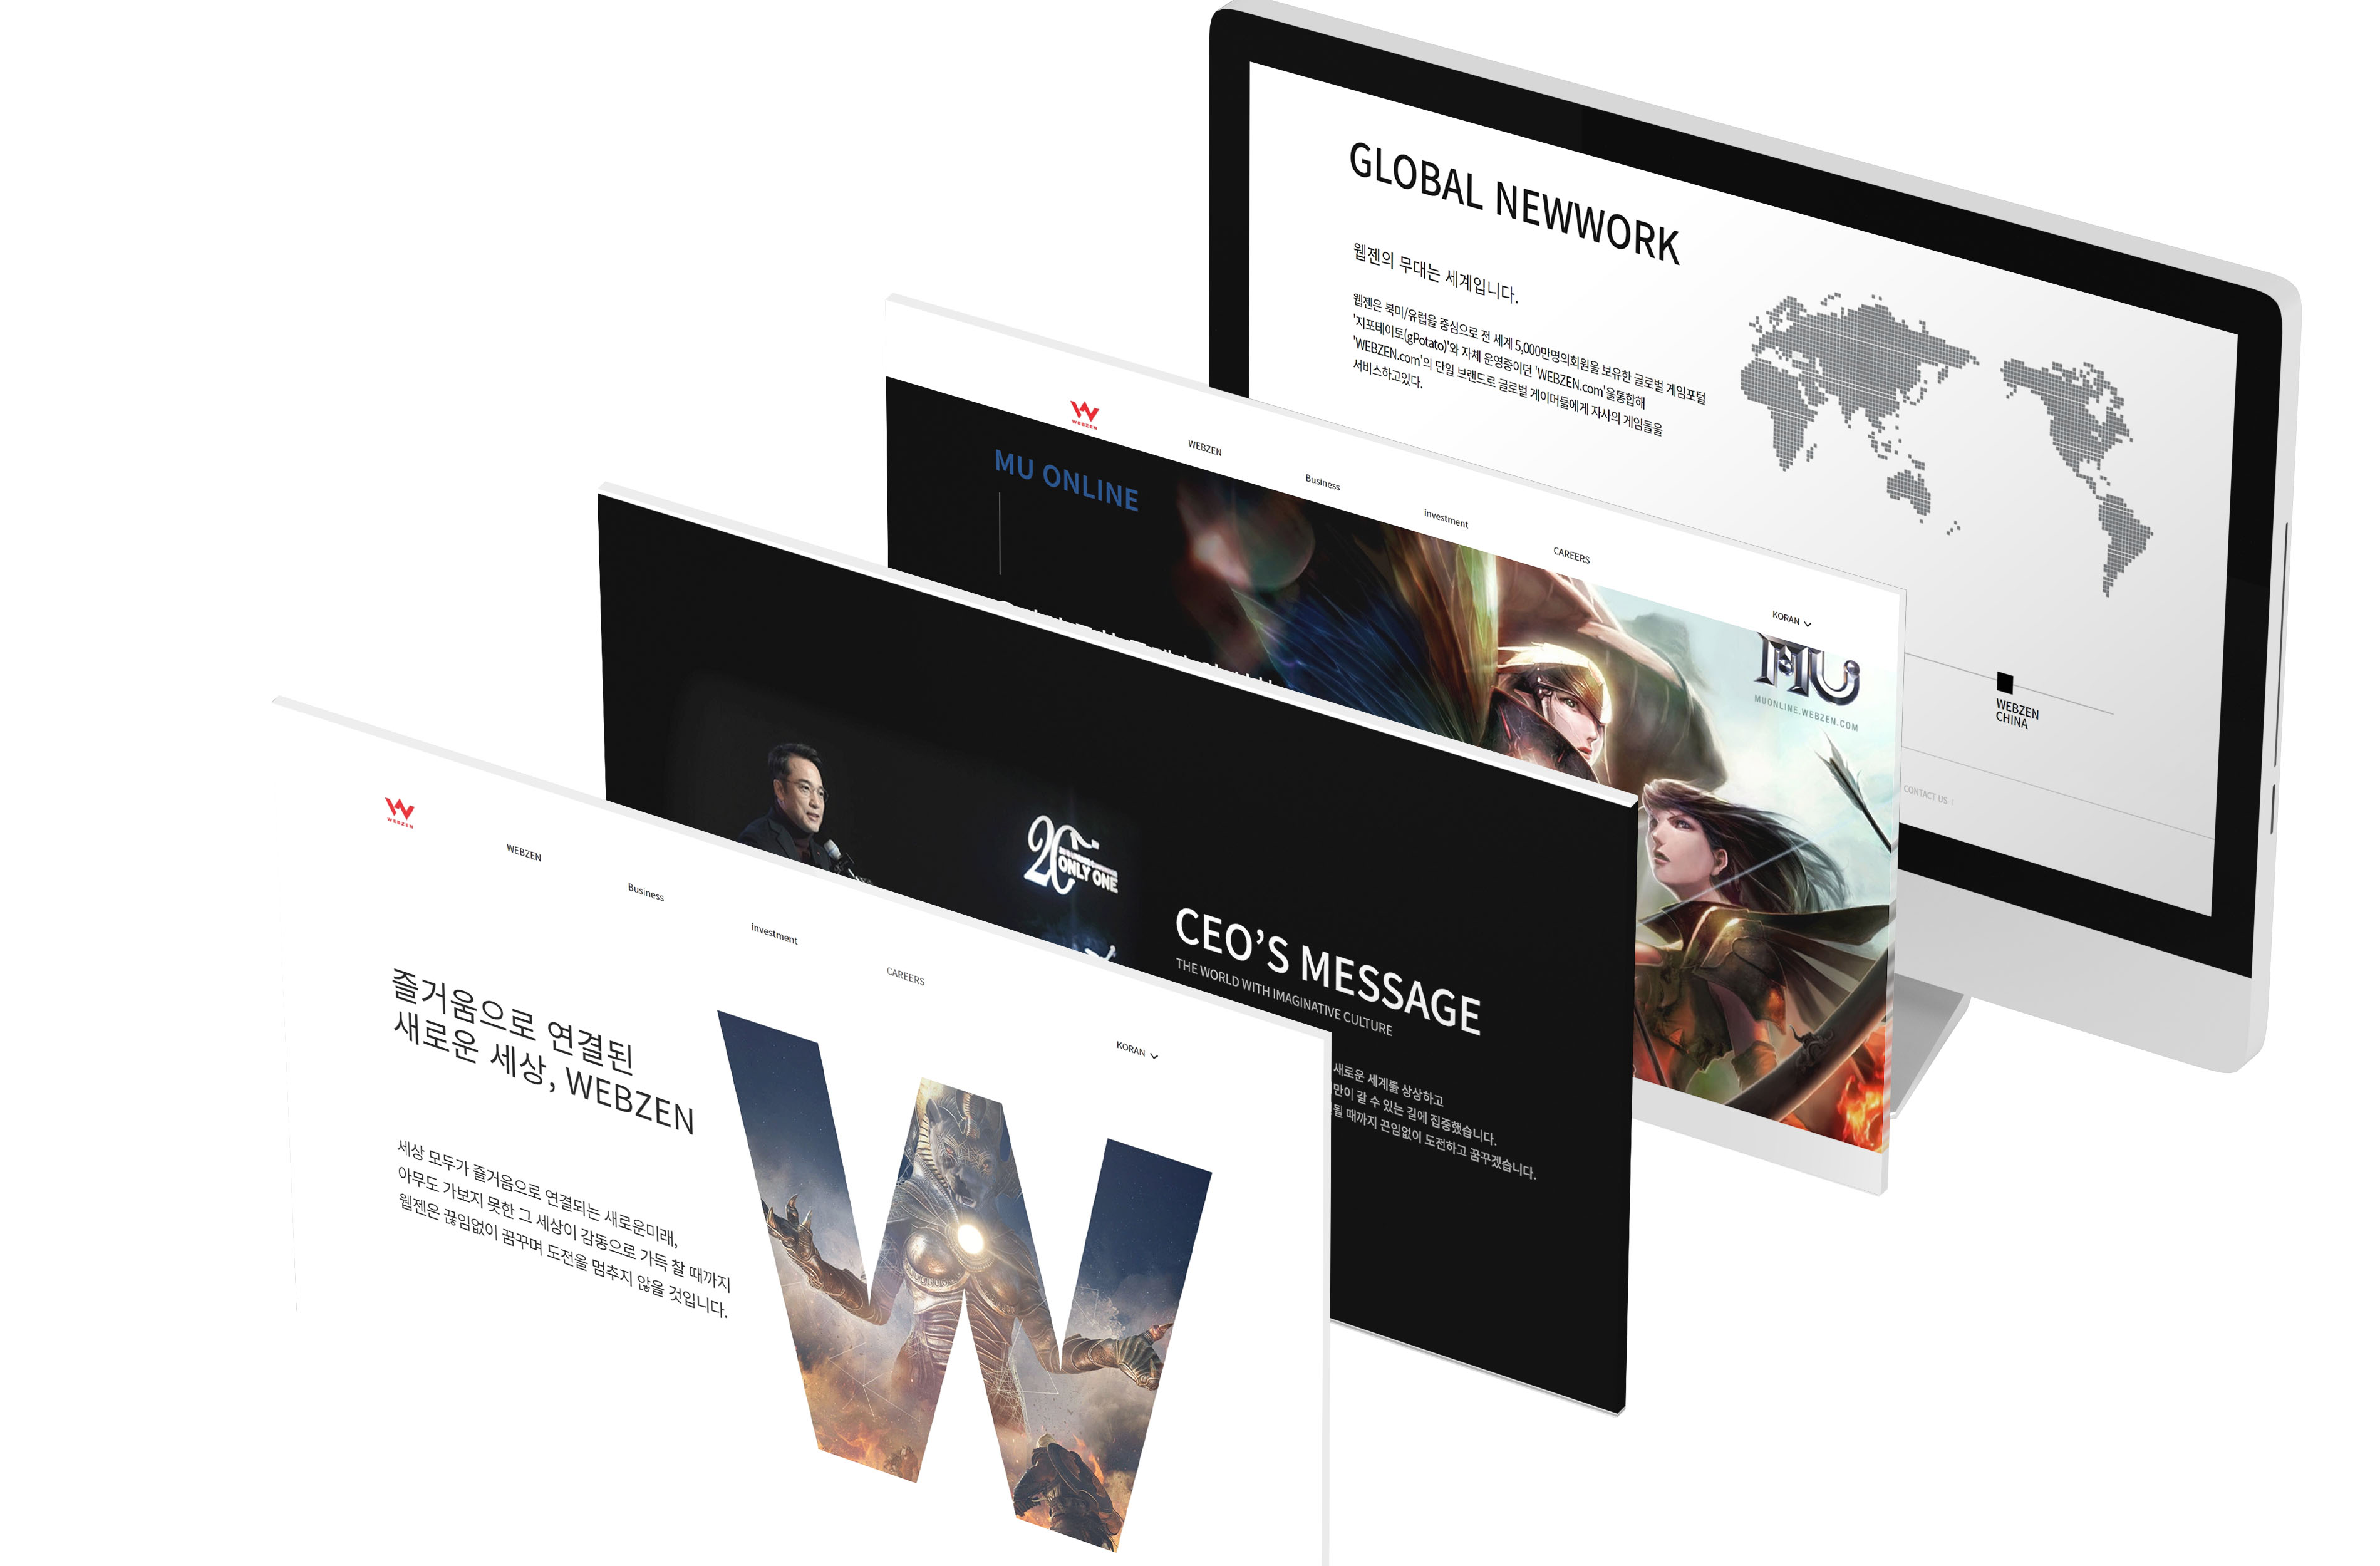 GLOBAL NEWWORK
웹젠의 무대는 세계입니다.
웹젠은 북미/유럽을 중심으로 전 세계 5,000만명의회원을 보유한 글로벌 게임포털
'지포테이토(gPotato)'와 자체 운영중이던 'WEBZEN.com'을통합해
'WEBZEN.com'의 단일 브랜드로 글로벌 게이머들에게 자사의 게임들을
서비스하고있다.
WEBZEN
CHINA
CONTACT US
WEBZEN
WEBZEN
Business
investment
CAREERS
KORAN
MU ONLINE
MU
MUONLINE.WEBZEN.COM
20
ONLY ONE
CEO’S MESSAGE
THE WORLD WITH IMAGINATIVE CULTURE
새로운 세계를 상상하고
만이 갈 수 있는 길에 집중했습니다.
될 때까지 끈임없이 도전하고 꿈꾸겠습니다.
WEBZEN
WEBZEN
Business
investment
CAREERS
KORAN
즐거움으로 연결된
새로운 세상, WEBZEN
세상 모두가 즐거움으로 연결되는 새로운미래,
아무도 가보지 못한 그 세상이 감동으로 가득 찰 때까지
웹젠은 끊임없이 꿈꾸며 도전을 멈추지 않을 것입니다.